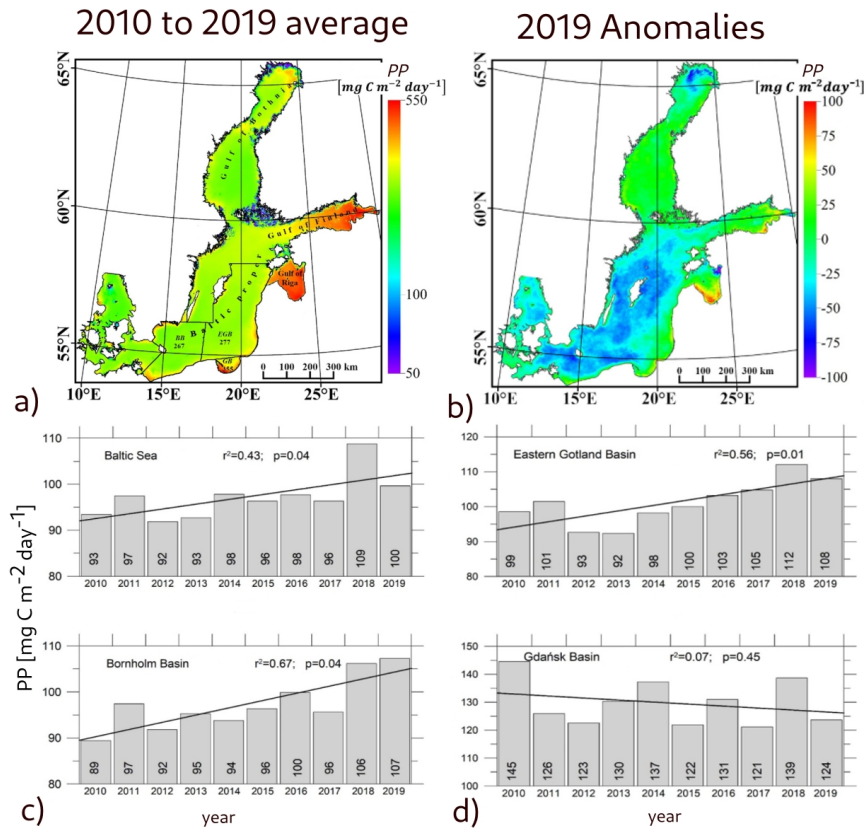 2010 to 2019 average
2019 Anomalies
PP
[mg C m⁻² day⁻¹]
550
100
50
65°N
60°N
55°N
10°E
15°E
20°E
25°E
Gulf of Bothnia
Gulf of Finland
Gulf of
Riga
Baltic proper
BB
267
EGB
277
GB
0 100 200 300 km
a)
PP
[mg C m⁻² day⁻¹]
100
75
50
25
0
-25
-50
-75
-100
65°N
60°N
55°N
10°E
15°E
20°E
25°E
0 100 200 300 km
b)
PP [mg C m⁻² day⁻¹]
Baltic Sea
r²=0.43; p=0.04
110
100
90
80
93 97 92 93 98 96 98 96 109 100
2010 2011 2012 2013 2014 2015 2016 2017 2018 2019
Eastern Gotland Basin
r²=0.56; p=0.01
120
110
100
90
80
99 101 93 92 98 100 103 105 112 108
2010 2011 2012 2013 2014 2015 2016 2017 2018 2019
Bornholm Basin
r²=0.67; p=0.04
110
100
90
80
89 97 92 95 94 96 100 96 106 107
2010 2011 2012 2013 2014 2015 2016 2017 2018 2019
c)
year
Gdańsk Basin
r²=0.07; p=0.45
150
140
130
120
110
100
145 126 123 130 137 122 131 121 139 124
2010 2011 2012 2013 2014 2015 2016 2017 2018 2019
d)
year